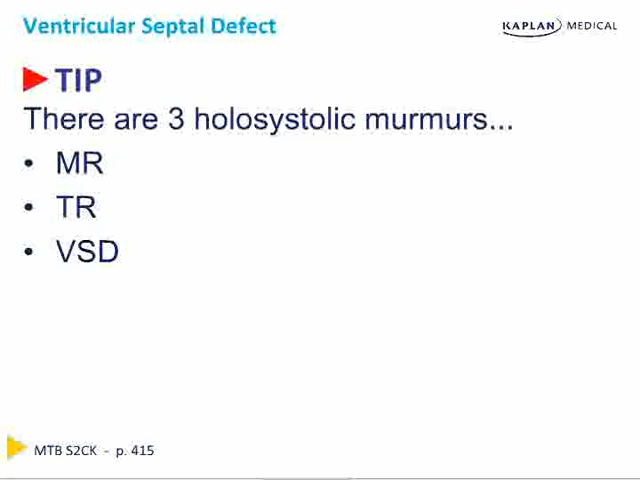 Ventricular Septal Defect
KAPLAN MEDICAL
TIP
There are 3 holosystolic murmurs...
• MR
• TR
• VSD
MTB S2CK - p. 415